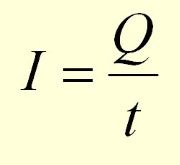 I = Q/t